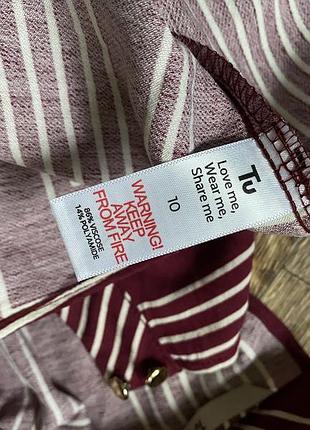 Tu
Love me,
Wear me,
Share me
10
WARNING!
KEEP
AWAY
FROM FIRE
86% VISCOSE
14% POLYAMIDE